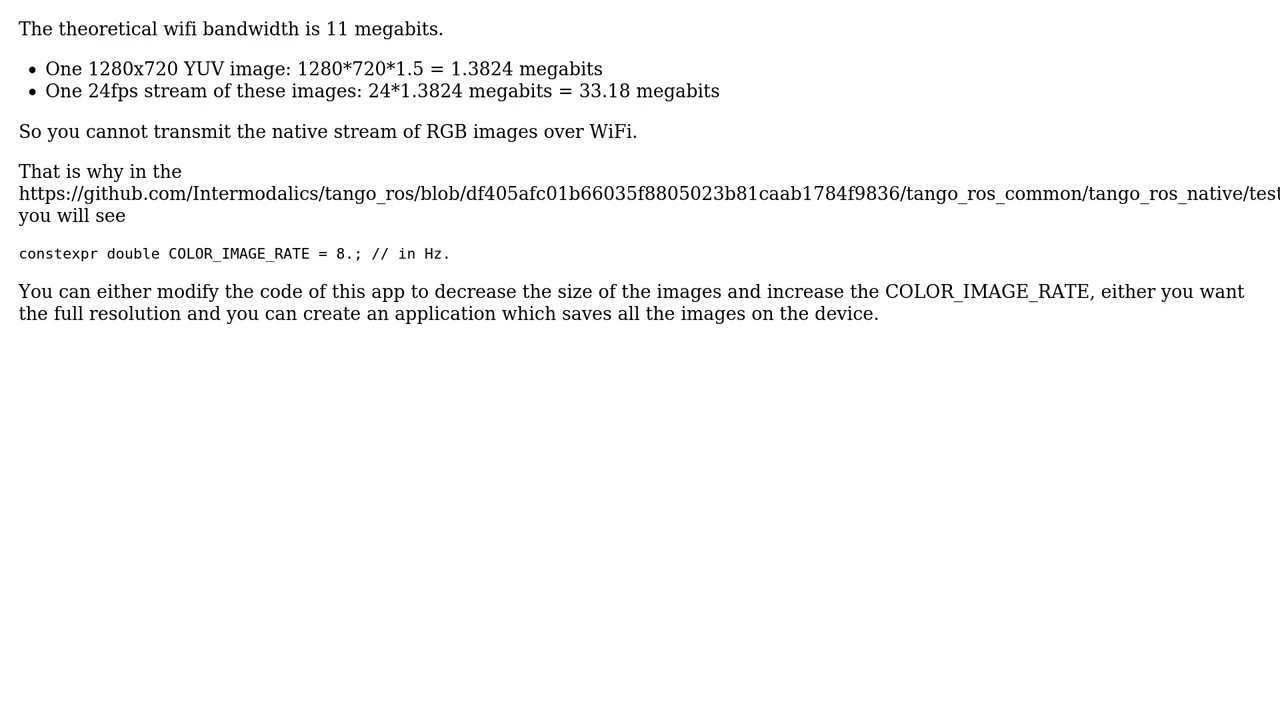 The theoretical wifi bandwidth is 11 megabits.
• One 1280x720 YUV image: 1280*720*1.5 = 1.3824 megabits
• One 24fps stream of these images: 24*1.3824 megabits = 33.18 megabits
So you cannot transmit the native stream of RGB images over WiFi.
That is why in the
https://github.com/Intermodalics/tango_ros/blob/df405afc01b66035f8805023b81caab1784f9836/tango_ros_common/tango_ros_native/test
you will see
constexpr double COLOR_IMAGE_RATE = 8.; // in Hz.
You can either modify the code of this app to decrease the size of the images and increase the COLOR_IMAGE_RATE, either you want
the full resolution and you can create an application which saves all the images on the device.